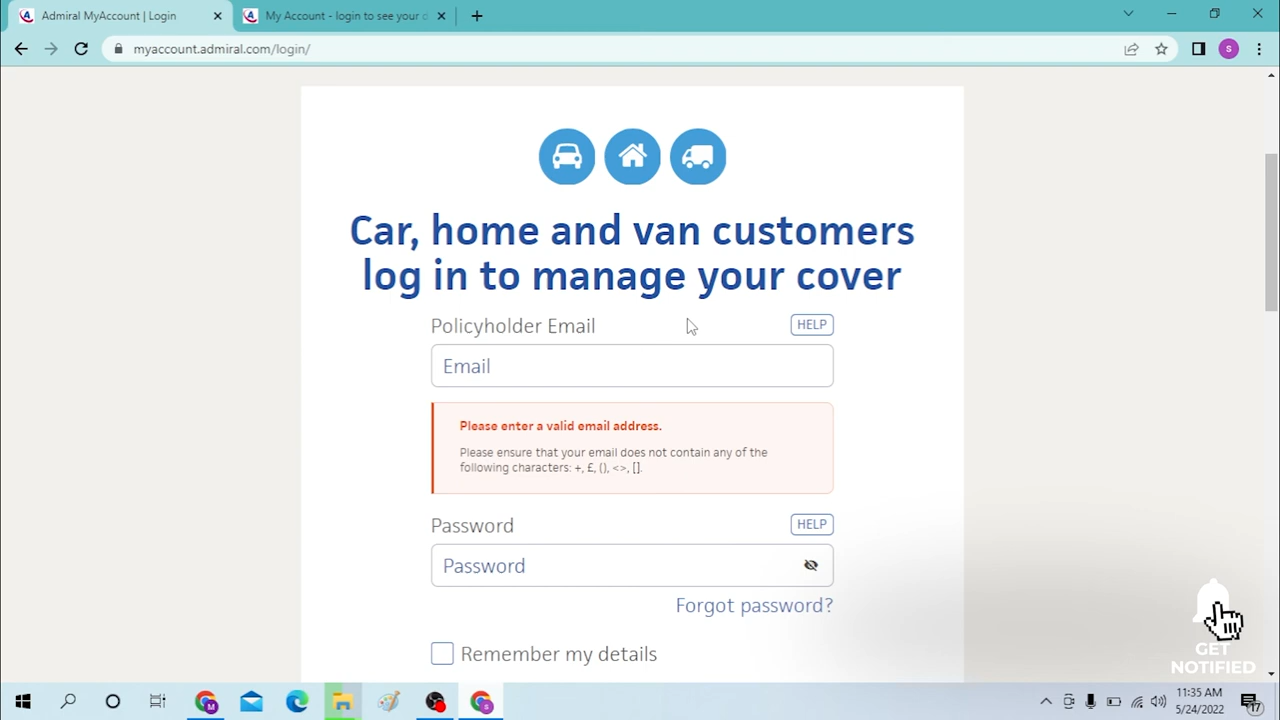 Admiral MyAccount | Login
My Account - login to see your d
myaccount.admiral.com/login/
S
Car, home and van customers
log in to manage your cover
Policyholder Email
HELP
Email
Please enter a valid email address.
Please ensure that your email does not contain any of the
following characters: +, £, (), <>, [].
Password
HELP
Password
Forgot password?
Remember my details
GET
NOTIFIED
M
S
11:35 AM
5/24/2022
17